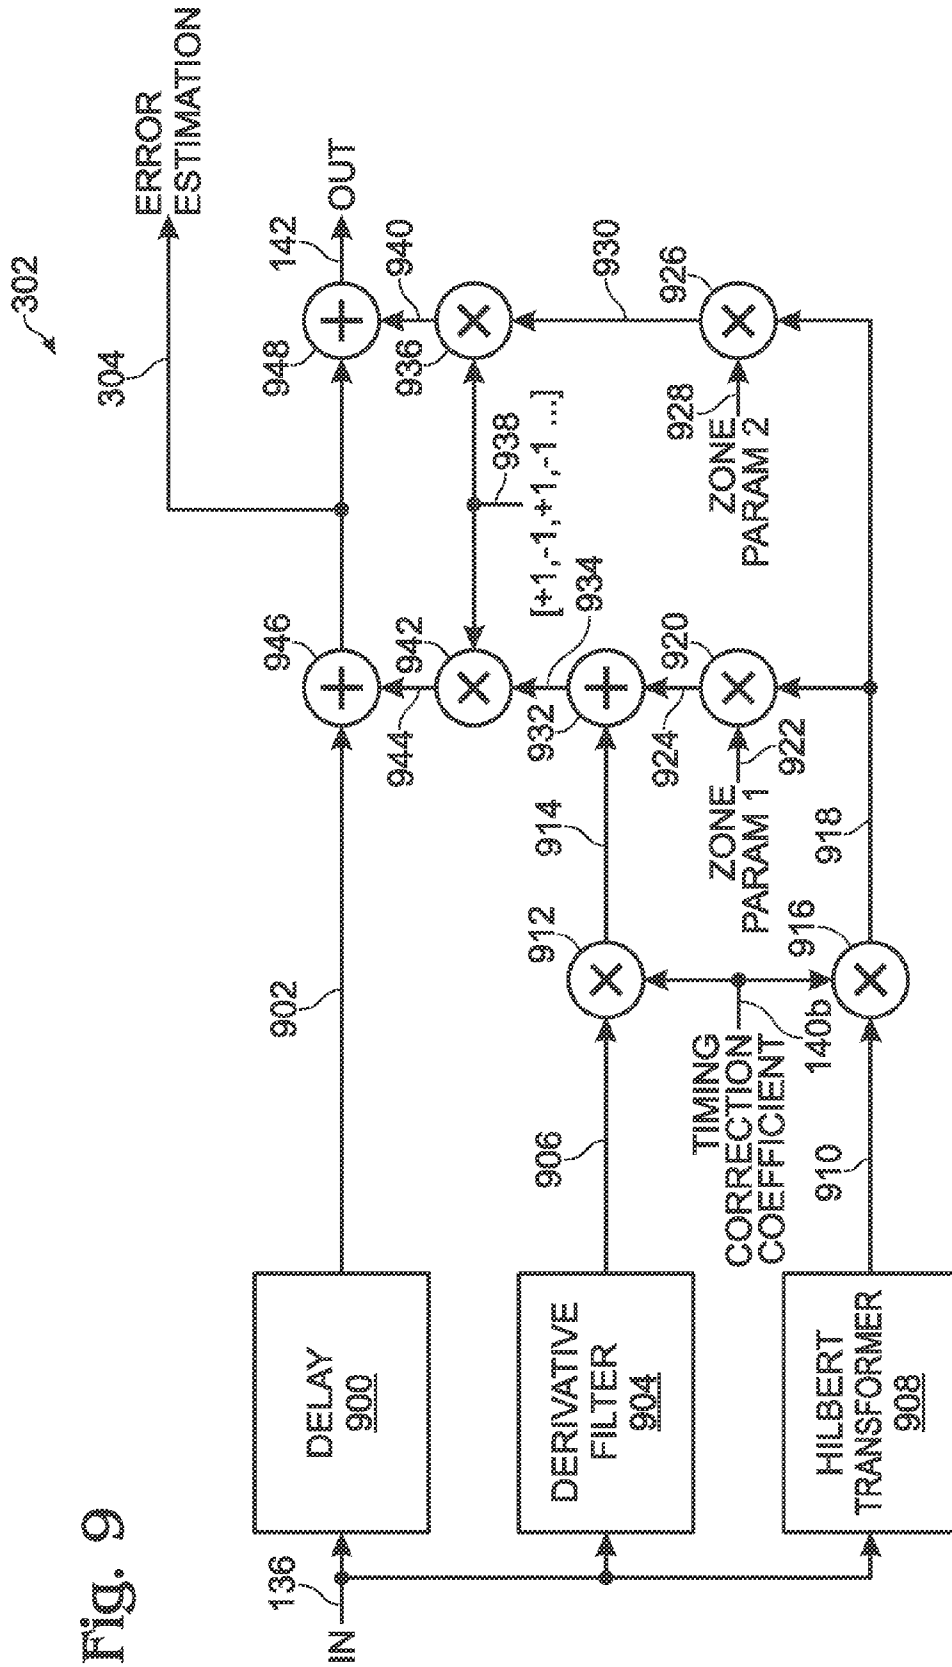 Fig. 9
302
ERROR
ESTIMATION
304
IN
136
DELAY
900
902
946
948
142
OUT
944
942
936
940
938
[+1,-1,+1,-1 ...]
DERIVATIVE
FILTER
904
906
912
914
932
934
930
TIMING
CORRECTION
COEFFICIENT
140b
ZONE
PARAM 1
922
924
920
ZONE
PARAM 2
928
926
HILBERT
TRANSFORMER
908
910
916
918